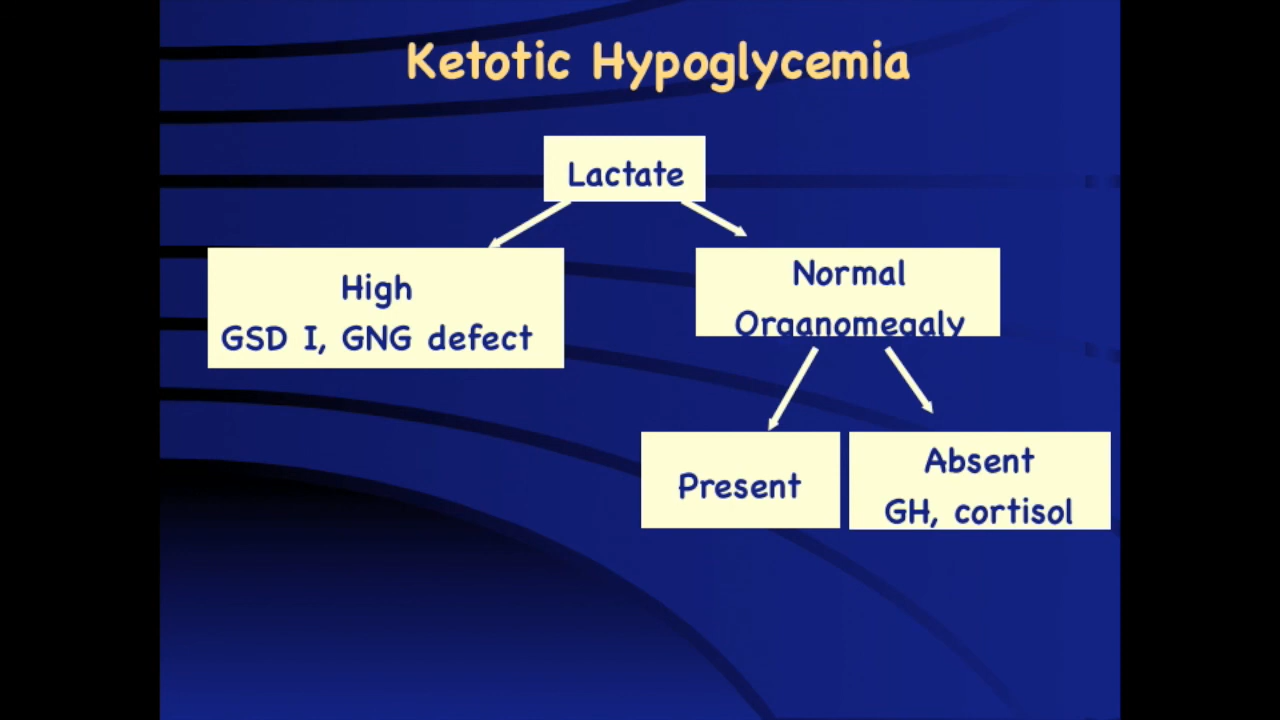 Ketotic Hypoglycemia
Lactate
High
GSD I, GNG defect
Normal
Organomegaly
Present
Absent
GH, cortisol